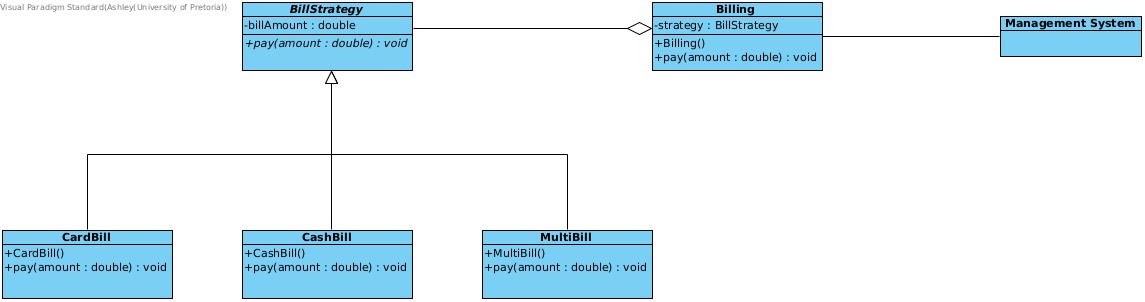 Visual Paradigm Standard(Ashley(University of Pretoria))
BillStrategy
-billAmount : double
+pay(amount : double) : void
Billing
-strategy : BillStrategy
+Billing()
+pay(amount : double) : void
Management System
CardBill
+CardBill()
+pay(amount : double) : void
CashBill
+CashBill()
+pay(amount : double) : void
MultiBill
+MultiBill()
+pay(amount : double) : void